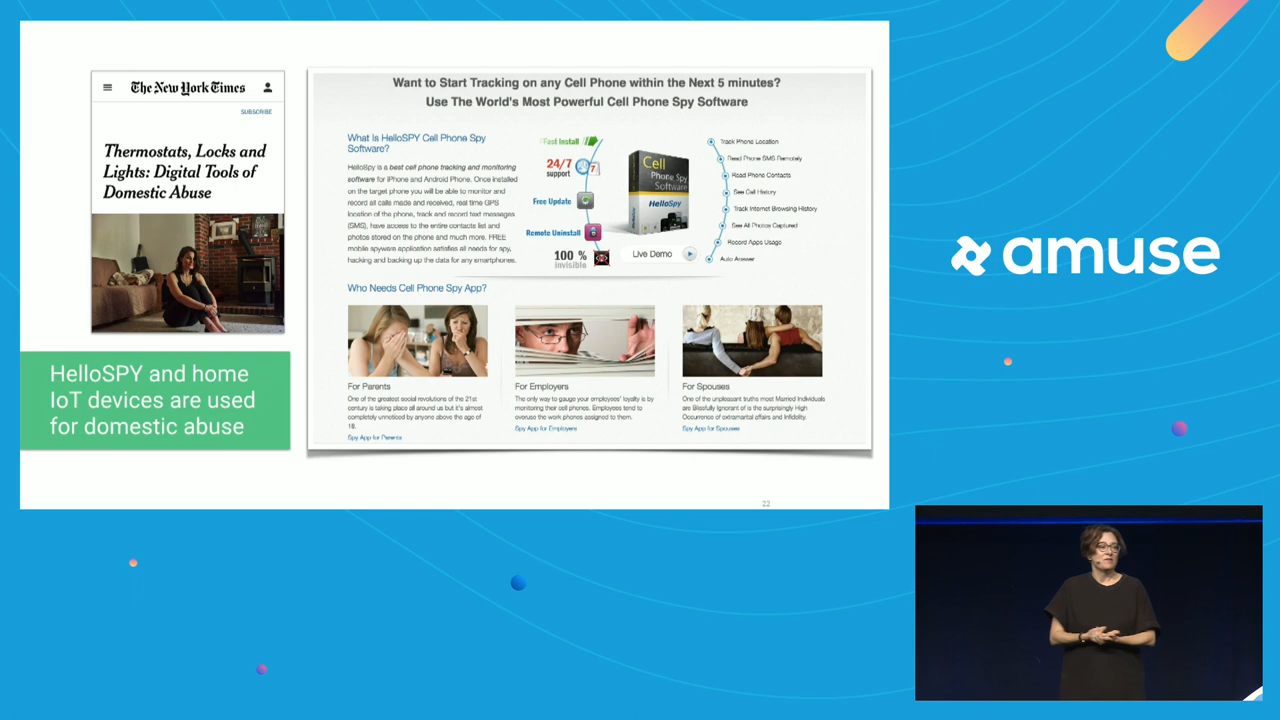 The New York Times
SUBSCRIBE
Thermostats, Locks and
Lights: Digital Tools of
Domestic Abuse
HelloSPY and home
IoT devices are used
for domestic abuse
Want to Start Tracking on any Cell Phone within the Next 5 minutes?
Use The World's Most Powerful Cell Phone Spy Software
What Is HelloSPY Cell Phone Spy
Software?
HelloSpy is a best cell phone tracking and monitoring
software for iPhone and Android Phone. Once installed
on the target phone you will be able to monitor and
record all calls made and received, real time GPS
location of the phone, track and record text messages
(SMS), have access to the entire contacts list and
photos stored on the phone and much more. FREE
mobile spyware application satisfies all needs for spy,
hacking and backing up the data for any smartphones.
Fast Install
24/7
support
7
Free Update
Remote Uninstall
100 %
invisible
Cell
Phone Spy
Software
HelloSpy
Live Demo
Track Phone Location
Read Phone SMS Remotely
Read Phone Contacts
See Call History
Track Internet Browsing History
See All Photos Captured
Record Apps Usage
Auto Answer
Who Needs Cell Phone Spy App?
For Parents
One of the greatest social revolutions of the 21st
century is taking place all around us but it's almost
completely unnoticed by anyone above the age of
18.
Spy App for Parents
For Employers
The only way to gauge your employees' loyalty is by
monitoring their cell phones. Employees tend to
overuse the work phones assigned to them.
Spy App for Employers
For Spouses
One of the unpleasant truths most Married Individuals
are Blissfully Ignorant of is the surprisingly High
Occurrence of extramarital affairs and Infidelity.
Spy App for Spouses
22
amuse